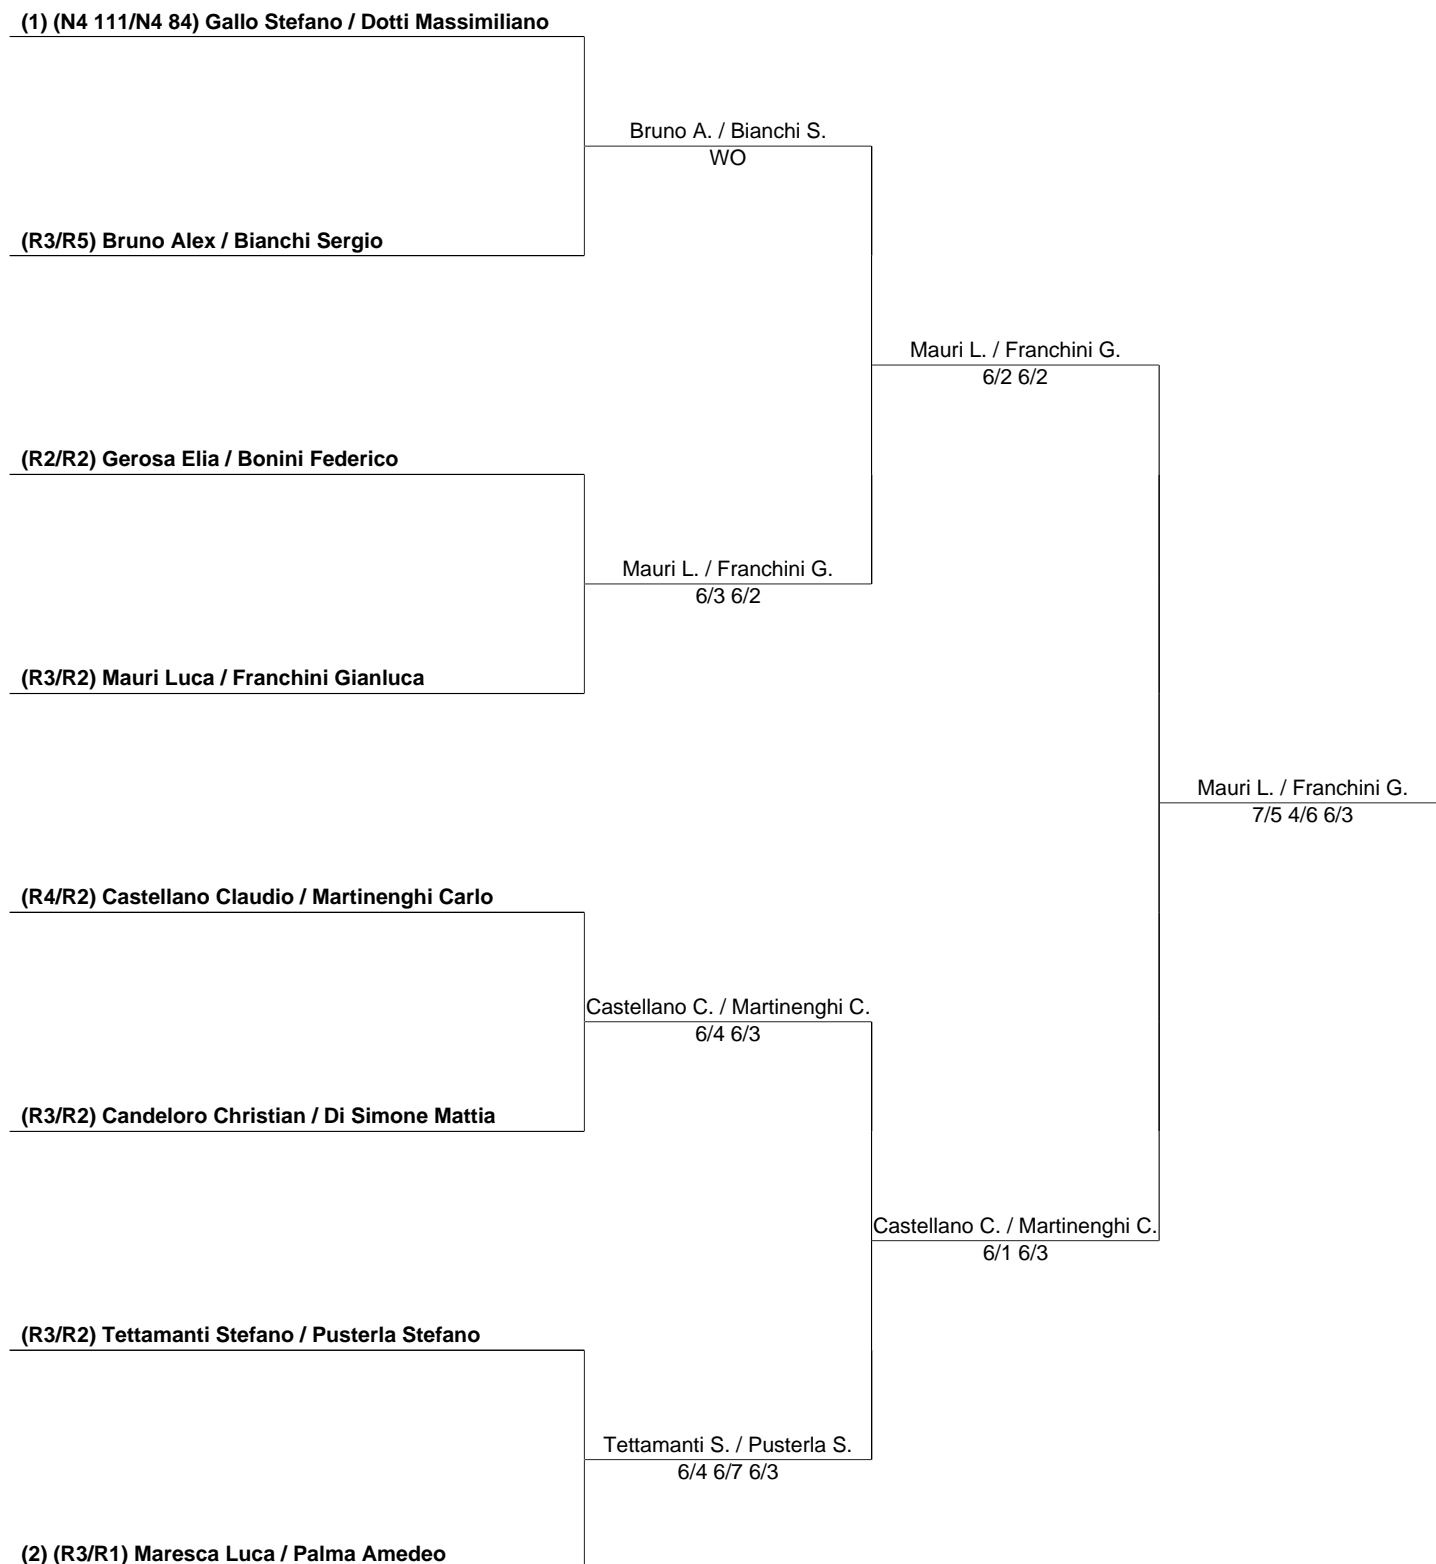 (1) (N4 111/N4 84) Gallo Stefano / Dotti Massimiliano
Bruno A. / Bianchi S.
WO
(R3/R5) Bruno Alex / Bianchi Sergio
Mauri L. / Franchini G.
6/2 6/2
(R2/R2) Gerosa Elia / Bonini Federico
Mauri L. / Franchini G.
6/3 6/2
(R3/R2) Mauri Luca / Franchini Gianluca
Mauri L. / Franchini G.
7/5 4/6 6/3
(R4/R2) Castellano Claudio / Martinenghi Carlo
Castellano C. / Martinenghi C.
6/4 6/3
(R3/R2) Candeloro Christian / Di Simone Mattia
Castellano C. / Martinenghi C.
6/1 6/3
(R3/R2) Tettamanti Stefano / Pusterla Stefano
Tettamanti S. / Pusterla S.
6/4 6/7 6/3
(2) (R3/R1) Maresca Luca / Palma Amedeo